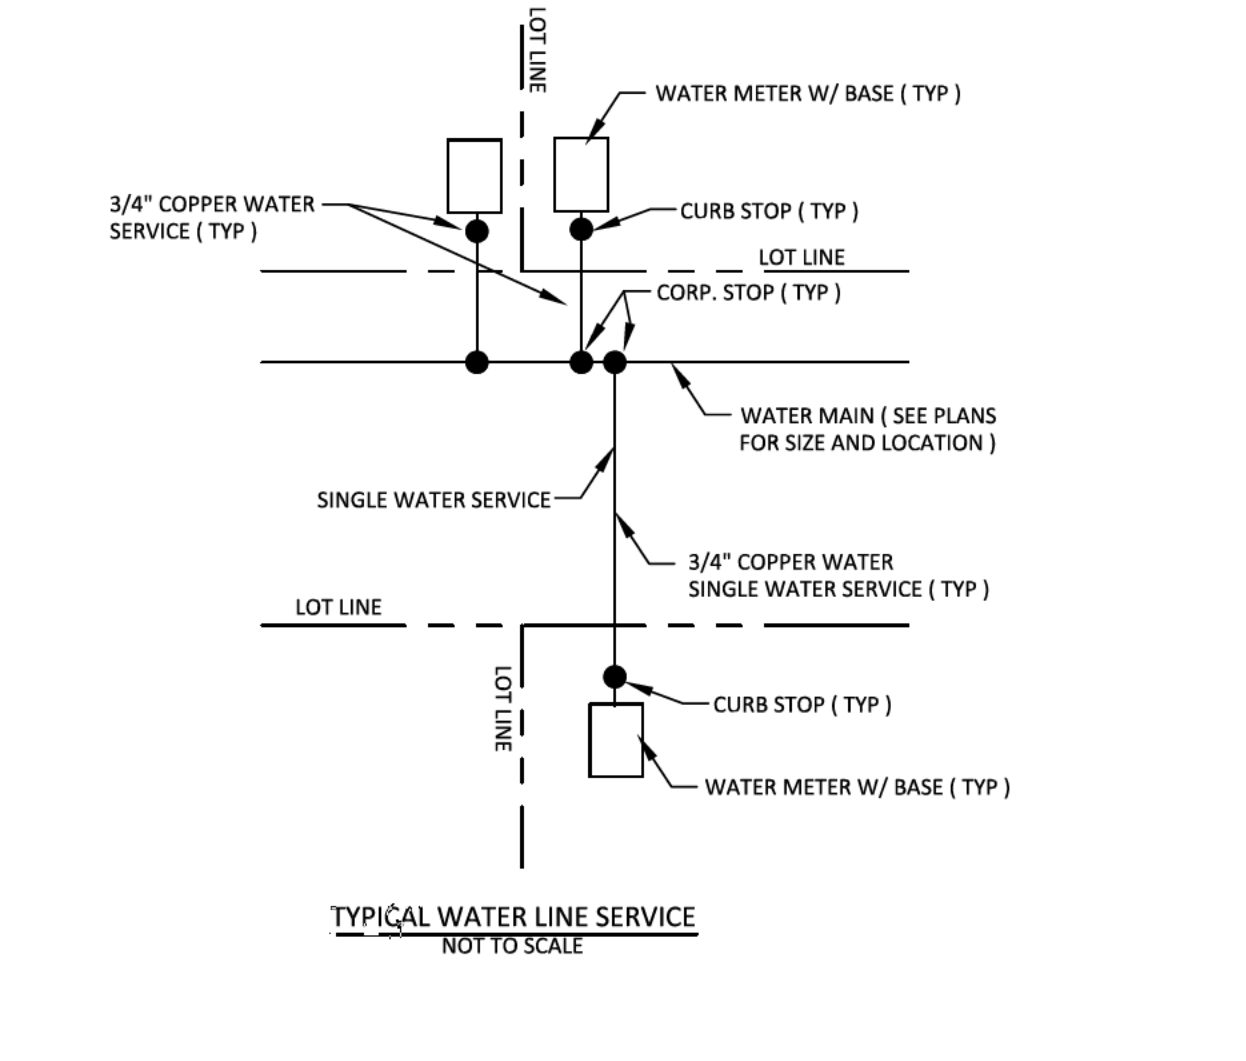 LOT LINE
WATER METER W/ BASE ( TYP )
3/4" COPPER WATER
SERVICE ( TYP )
CURB STOP ( TYP )
LOT LINE
CORP. STOP ( TYP )
WATER MAIN ( SEE PLANS
FOR SIZE AND LOCATION )
SINGLE WATER SERVICE
3/4" COPPER WATER
SINGLE WATER SERVICE ( TYP )
LOT LINE
LOT LINE
CURB STOP ( TYP )
WATER METER W/ BASE ( TYP )
TYPICAL WATER LINE SERVICE
NOT TO SCALE